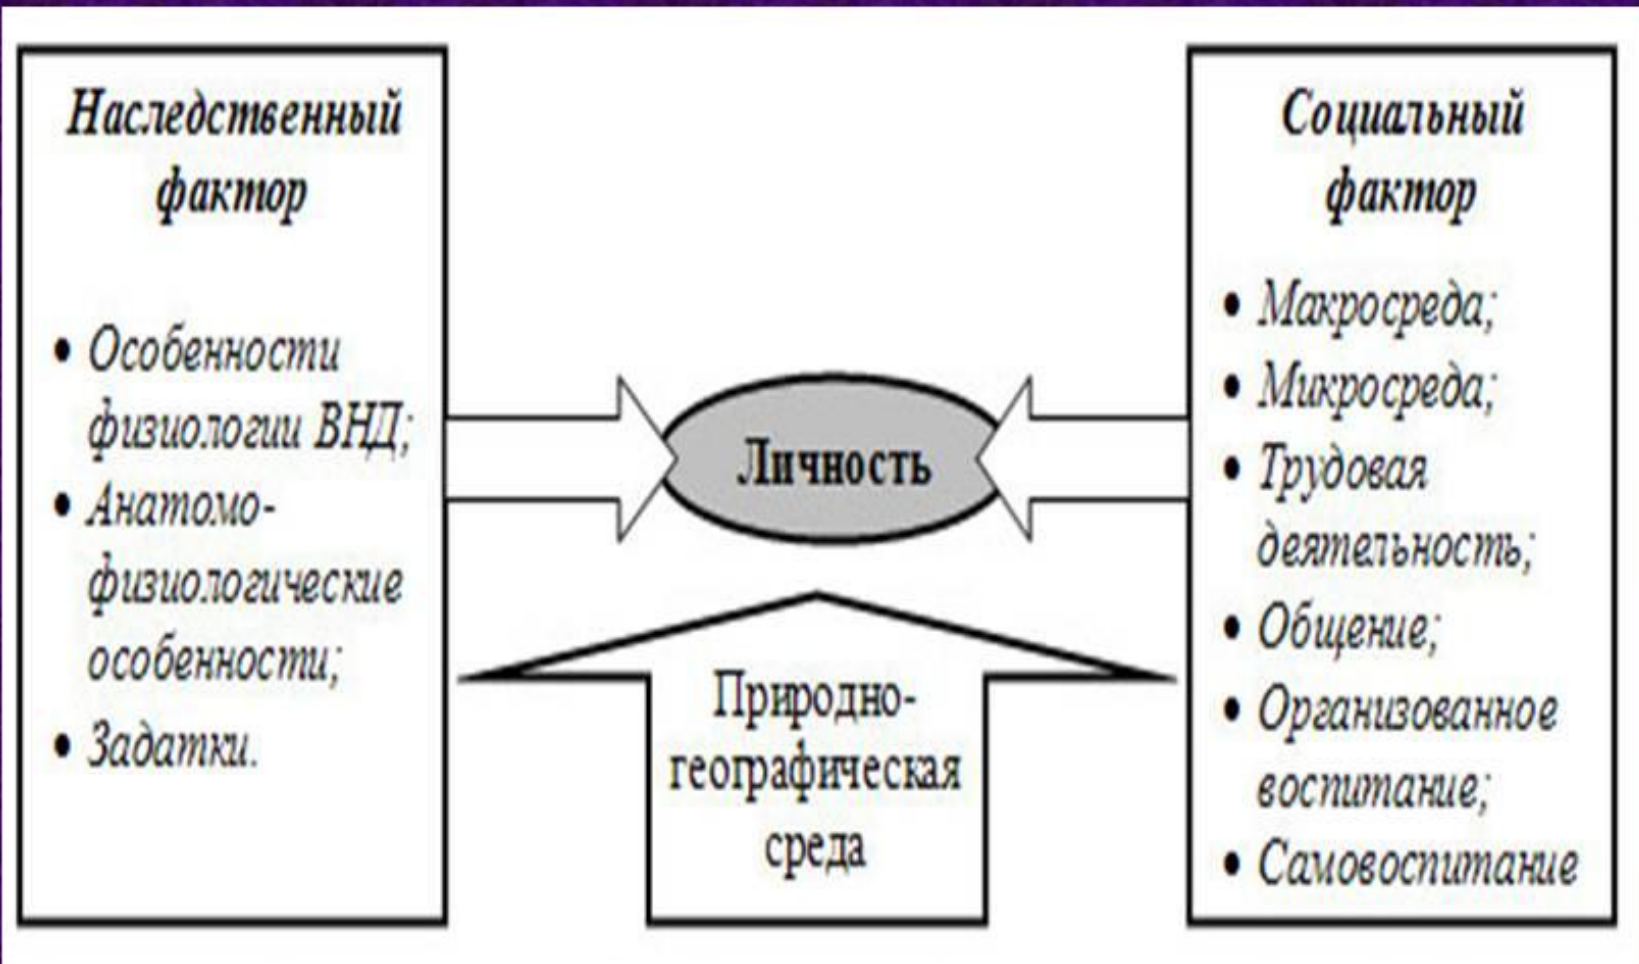 Наследственный
фактор
• Особенности
физиологии ВНД;
• Анатомо-
физиологические
особенности;
• Задатки.
Личность
Природно-
географическая
среда
Социальный
фактор
• Макросреда;
• Микросреда;
• Трудовая
деятельность;
• Общение;
• Организованное
воспитание;
• Самовоспитание